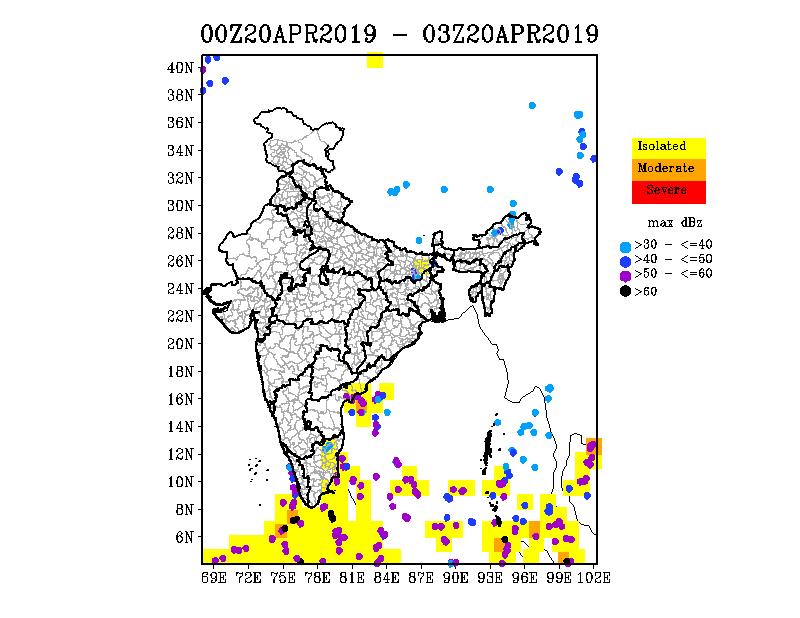 00Z20APR2019 - 03Z20APR2019
40N
38N
36N
34N
32N
30N
28N
26N
24N
22N
20N
18N
16N
14N
12N
10N
8N
6N
69E 72E 75E 78E 81E 84E 87E 90E 93E 96E 99E 102E
Isolated
Moderate
Severe
max dBz
>30 - <=40
>40 - <=50
>50 - <=60
>60